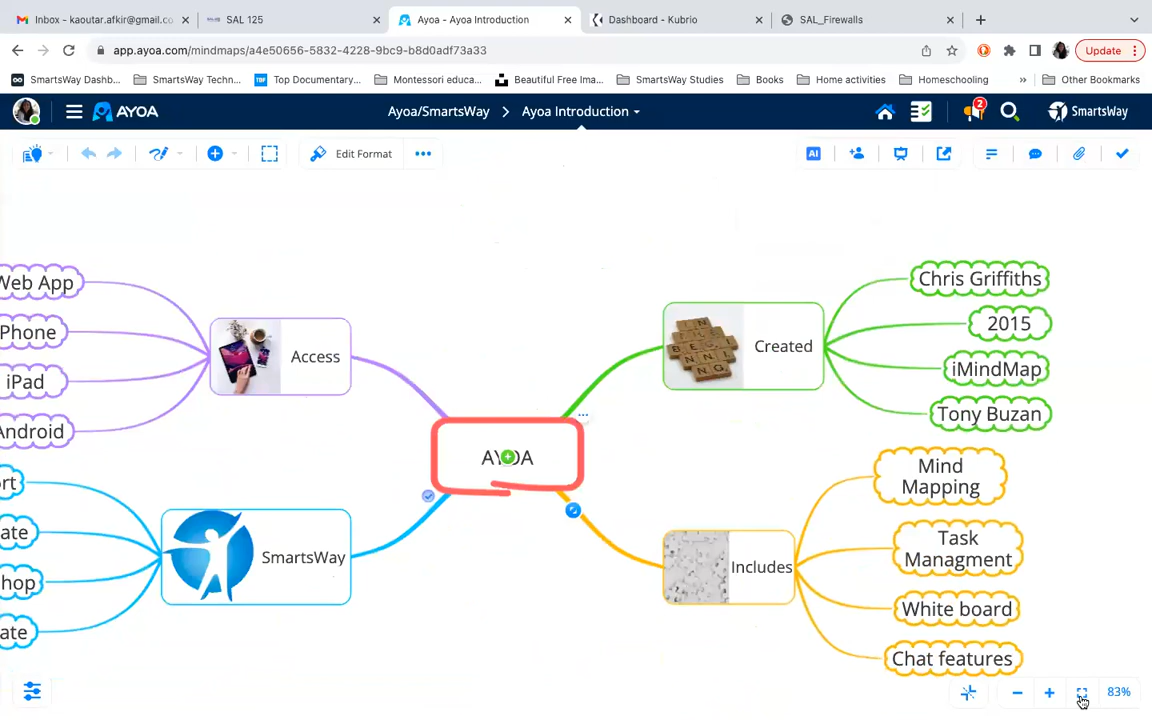 Inbox - kaoutar.afkir@gmail.co
SAL 125
Ayoa - Ayoa Introduction
Dashboard - Kubrio
SAL_Firewalls
app.ayoa.com/mindmaps/a4e50656-5832-4228-9bc9-b8d0adf73a33
Update
SmartsWay Dashb...
SmartsWay Techn...
Top Documentary...
Montessori educa...
Beautiful Free Ima...
SmartsWay Studies
Books
Home activities
Homeschooling
»
Other Bookmarks
AYOA
Ayoa/SmartsWay
Ayoa Introduction
2
SmartsWay
Edit Format
AI
Web App
Phone
iPad
Android
Access
Created
Chris Griffiths
2015
iMindMap
Tony Buzan
AYOA
ort
ate
hop
ate
SmartsWay
Includes
Mind
Mapping
Task
Managment
White board
Chat features
83%